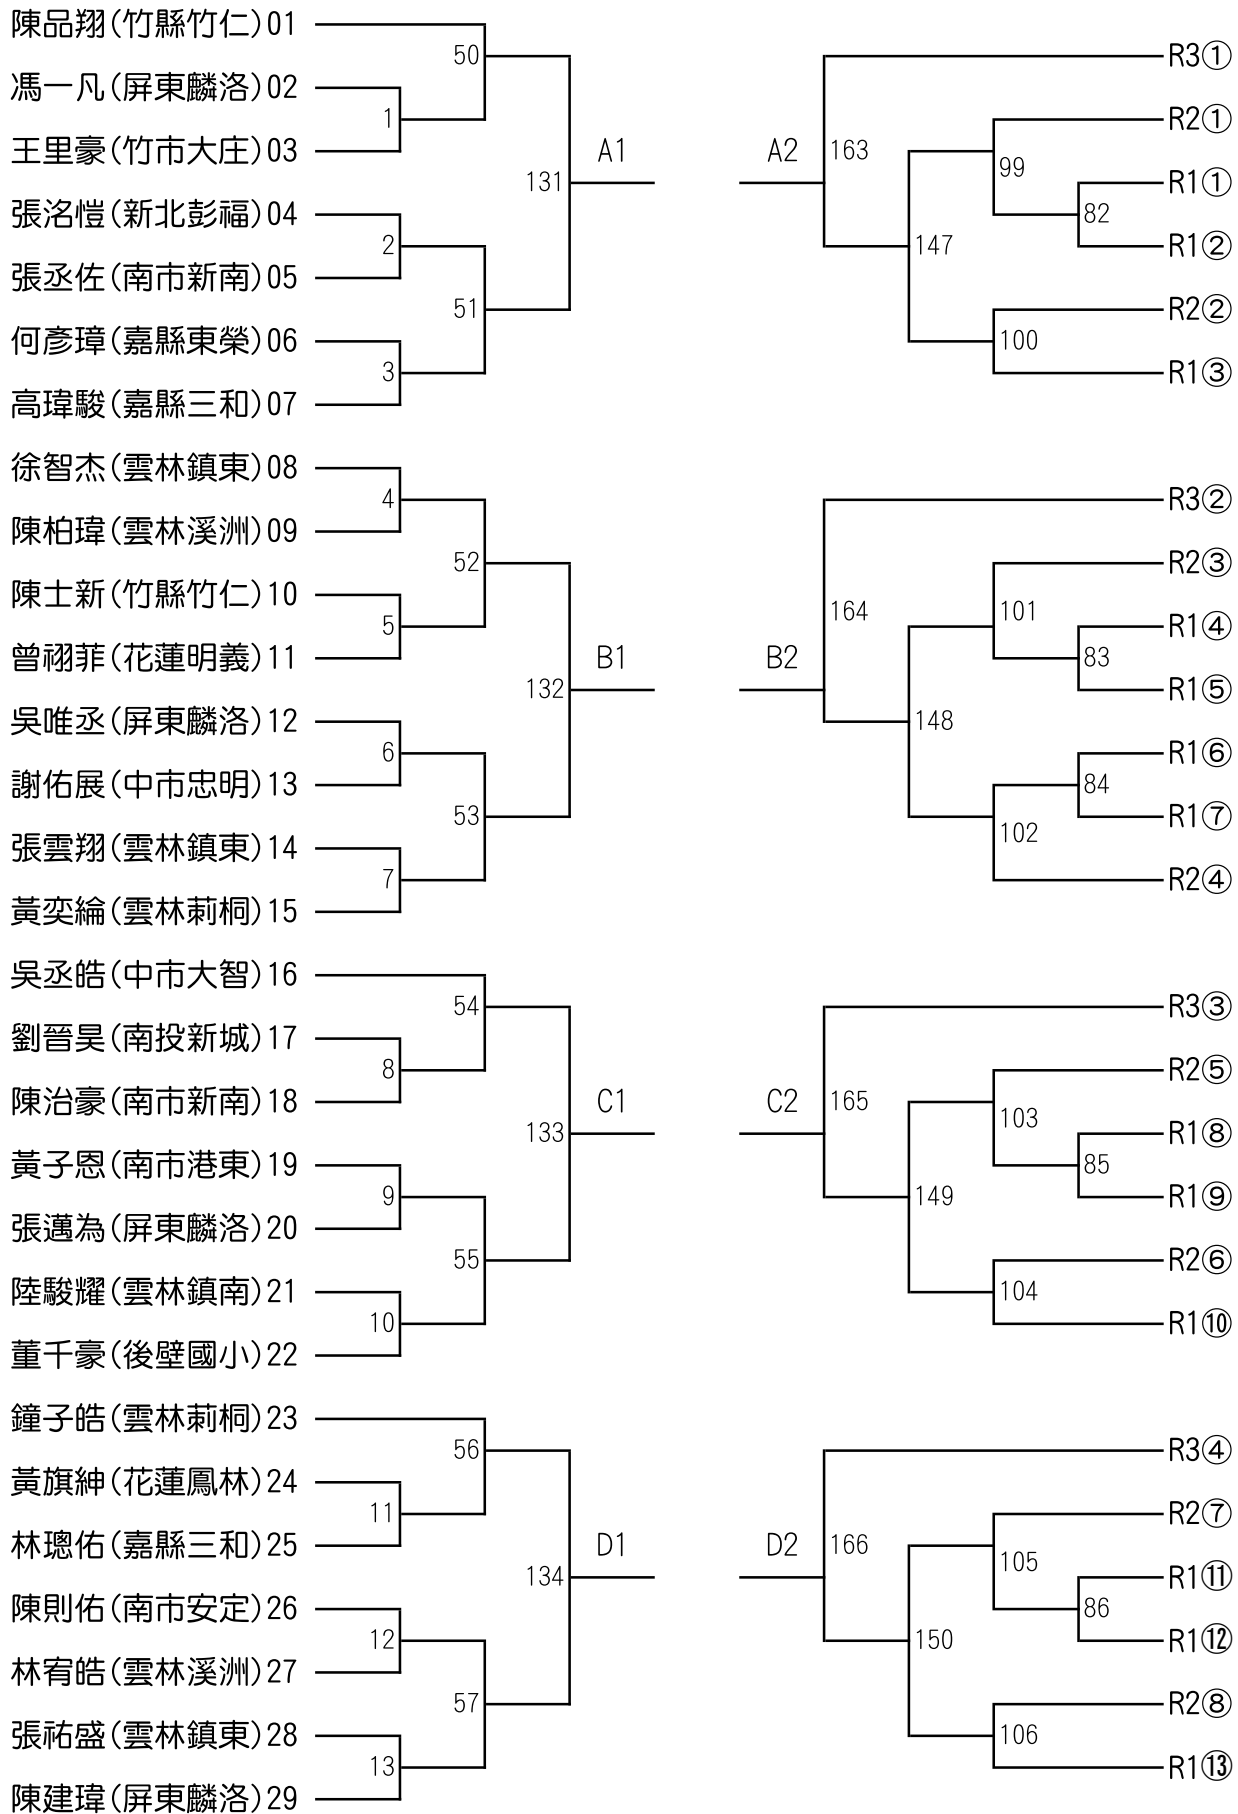 陳品翔(竹縣竹仁)01
50
R3①
馮一凡(屏東麟洛)02
1
R2①
王里豪(竹市大庄)03
A1
A2
163
99
131
R1①
張洺愷(新北彭福)04
82
2
147
R1②
張丞佐(南市新南)05
51
R2②
何彥璋(嘉縣東榮)06
100
3
R1③
高瑋駿(嘉縣三和)07
徐智杰(雲林鎮東)08
4
R3②
陳柏瑋(雲林溪洲)09
52
R2③
陳士新(竹縣竹仁)10
164
101
5
R1④
曾祤菲(花蓮明義)11
B1
B2
83
132
R1⑤
吳唯丞(屏東麟洛)12
148
6
R1⑥
謝佑展(中市忠明)13
84
53
R1⑦
102
張雲翔(雲林鎮東)14
7
R2④
黃奕綸(雲林莿桐)15
吳丞皓(中市大智)16
54
R3③
劉晉昊(南投新城)17
8
R2⑤
陳治豪(南市新南)18
C1
C2
165
103
133
R1⑧
黃子恩(南市港東)19
85
9
149
R1⑨
張邁為(屏東麟洛)20
55
R2⑥
陸駿耀(雲林鎮南)21
104
10
R1⑩
董千豪(後壁國小)22
鐘子皓(雲林莿桐)23
56
R3④
黃旗紳(花蓮鳳林)24
11
R2⑦
林璁佑(嘉縣三和)25
D1
D2
166
105
134
R1⑪
陳則佑(南市安定)26
86
12
150
R1⑫
林宥皓(雲林溪洲)27
57
R2⑧
張祐盛(雲林鎮東)28
106
13
R1⑬
陳建瑋(屏東麟洛)29